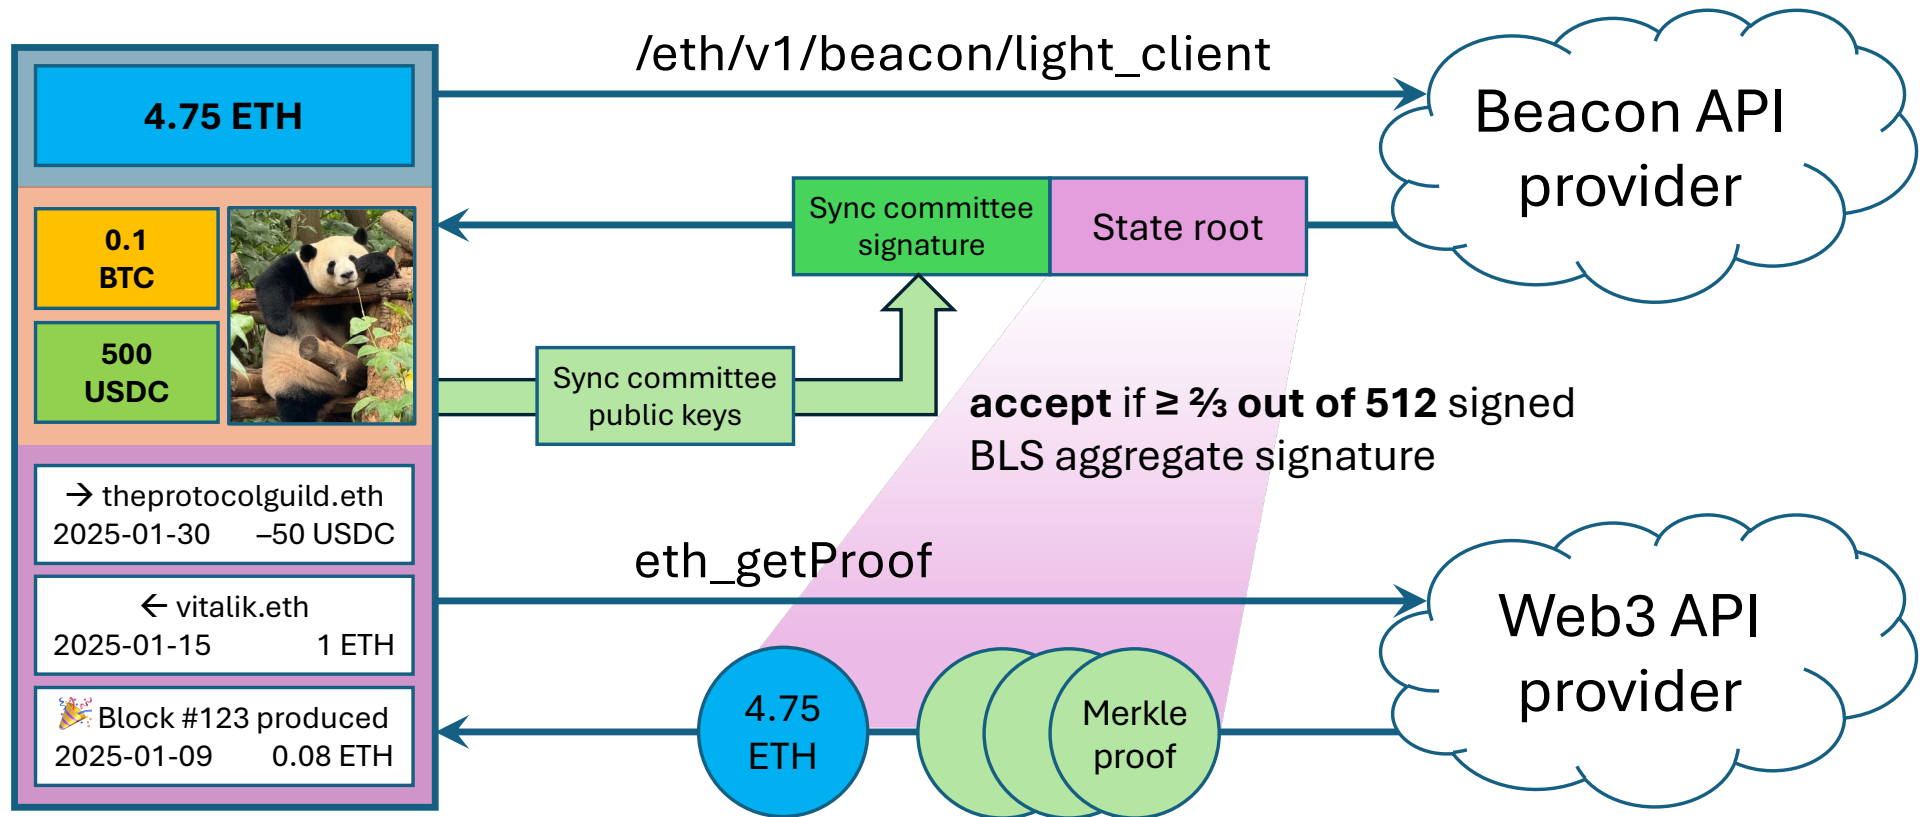 4.75 ETH
0.1
BTC
500
USDC
→ theprotocolguild.eth
2025-01-30 –50 USDC
← vitalik.eth
2025-01-15 1 ETH
🎉 Block #123 produced
2025-01-09 0.08 ETH
/eth/v1/beacon/light_client
Beacon API
provider
Sync committee
signature
State root
Sync committee
public keys
accept if ≥ ⅔ out of 512 signed
BLS aggregate signature
eth_getProof
Web3 API
provider
4.75
ETH
Merkle
proof